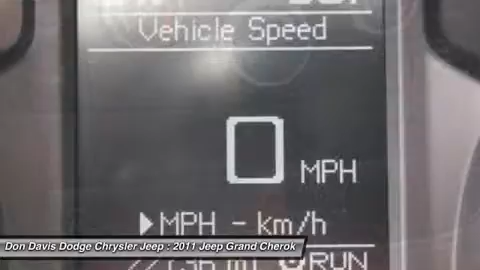 Vehicle Speed
0 MPH
▶MPH - km/h
Don Davis Dodge Chrysler Jeep : 2011 Jeep Grand Cherok
RUN